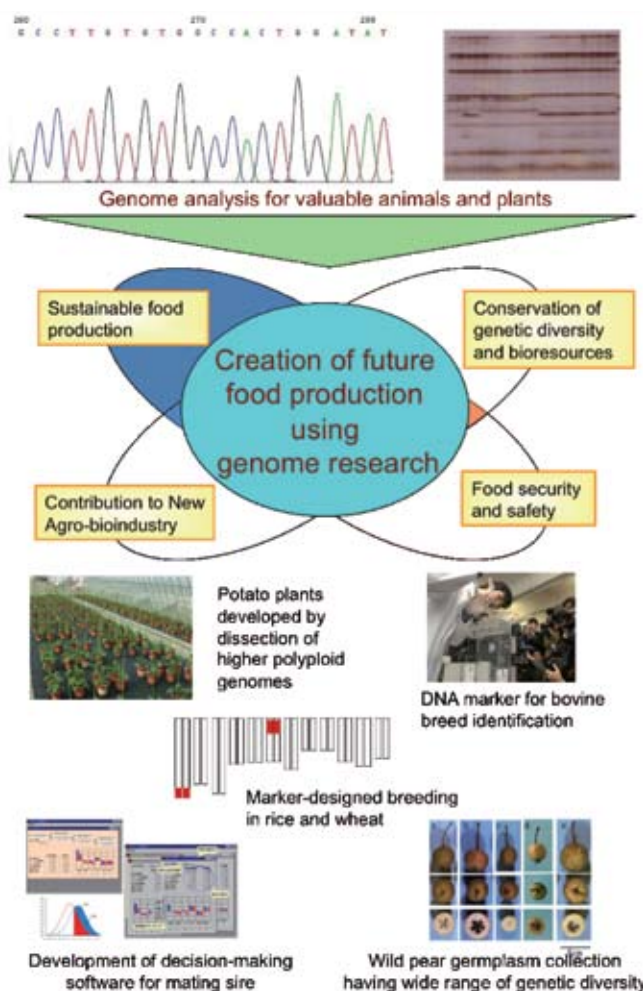 260 270 280
G C C T T G T G T G G C C A C T G G A T A T
Genome analysis for valuable animals and plants
Sustainable food
production
Conservation of
genetic diversity
and bioresources
Creation of future
food production
using
genome research
Contribution to New
Agro-bioindustry
Food security
and safety
Potato plants
developed by
dissection of
higher polyploid
genomes
DNA marker for bovine
breed identification
Marker-designed breeding
in rice and wheat
Development of decision-making
software for mating sire
Wild pear germplasm collection
having wide range of genetic diversity